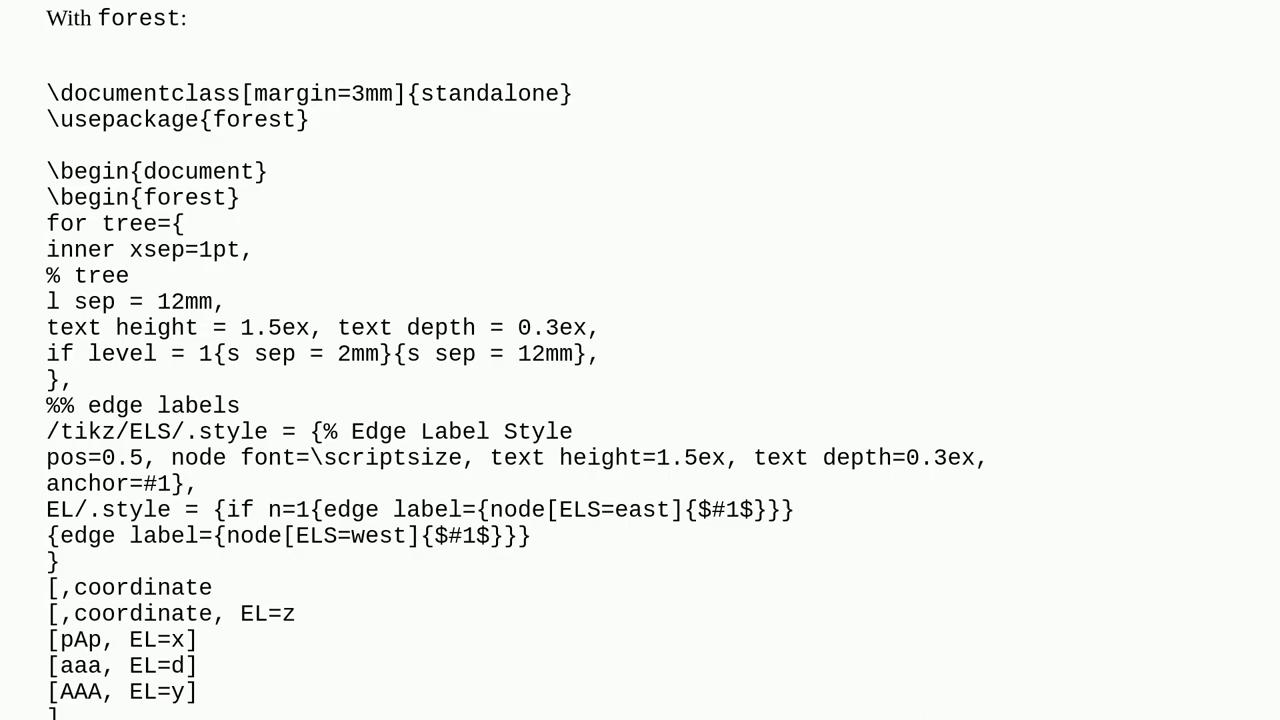 With forest:
\documentclass[margin=3mm]{standalone}
\usepackage{forest}
\begin{document}
\begin{forest}
for tree={
inner xsep=1pt,
% tree
l sep = 12mm,
text height = 1.5ex, text depth = 0.3ex,
if level = 1{s sep = 2mm}{s sep = 12mm},
},
%% edge labels
/tikz/ELS/.style = {% Edge Label Style
pos=0.5, node font=\scriptsize, text height=1.5ex, text depth=0.3ex,
anchor=#1},
EL/.style = {if n=1{edge label={node[ELS=east]{$#1$}}}
{edge label={node[ELS=west]{$#1$}}}
}
[,coordinate
[,coordinate, EL=z
[pAp, EL=x]
[aaa, EL=d]
[AAA, EL=y]
]